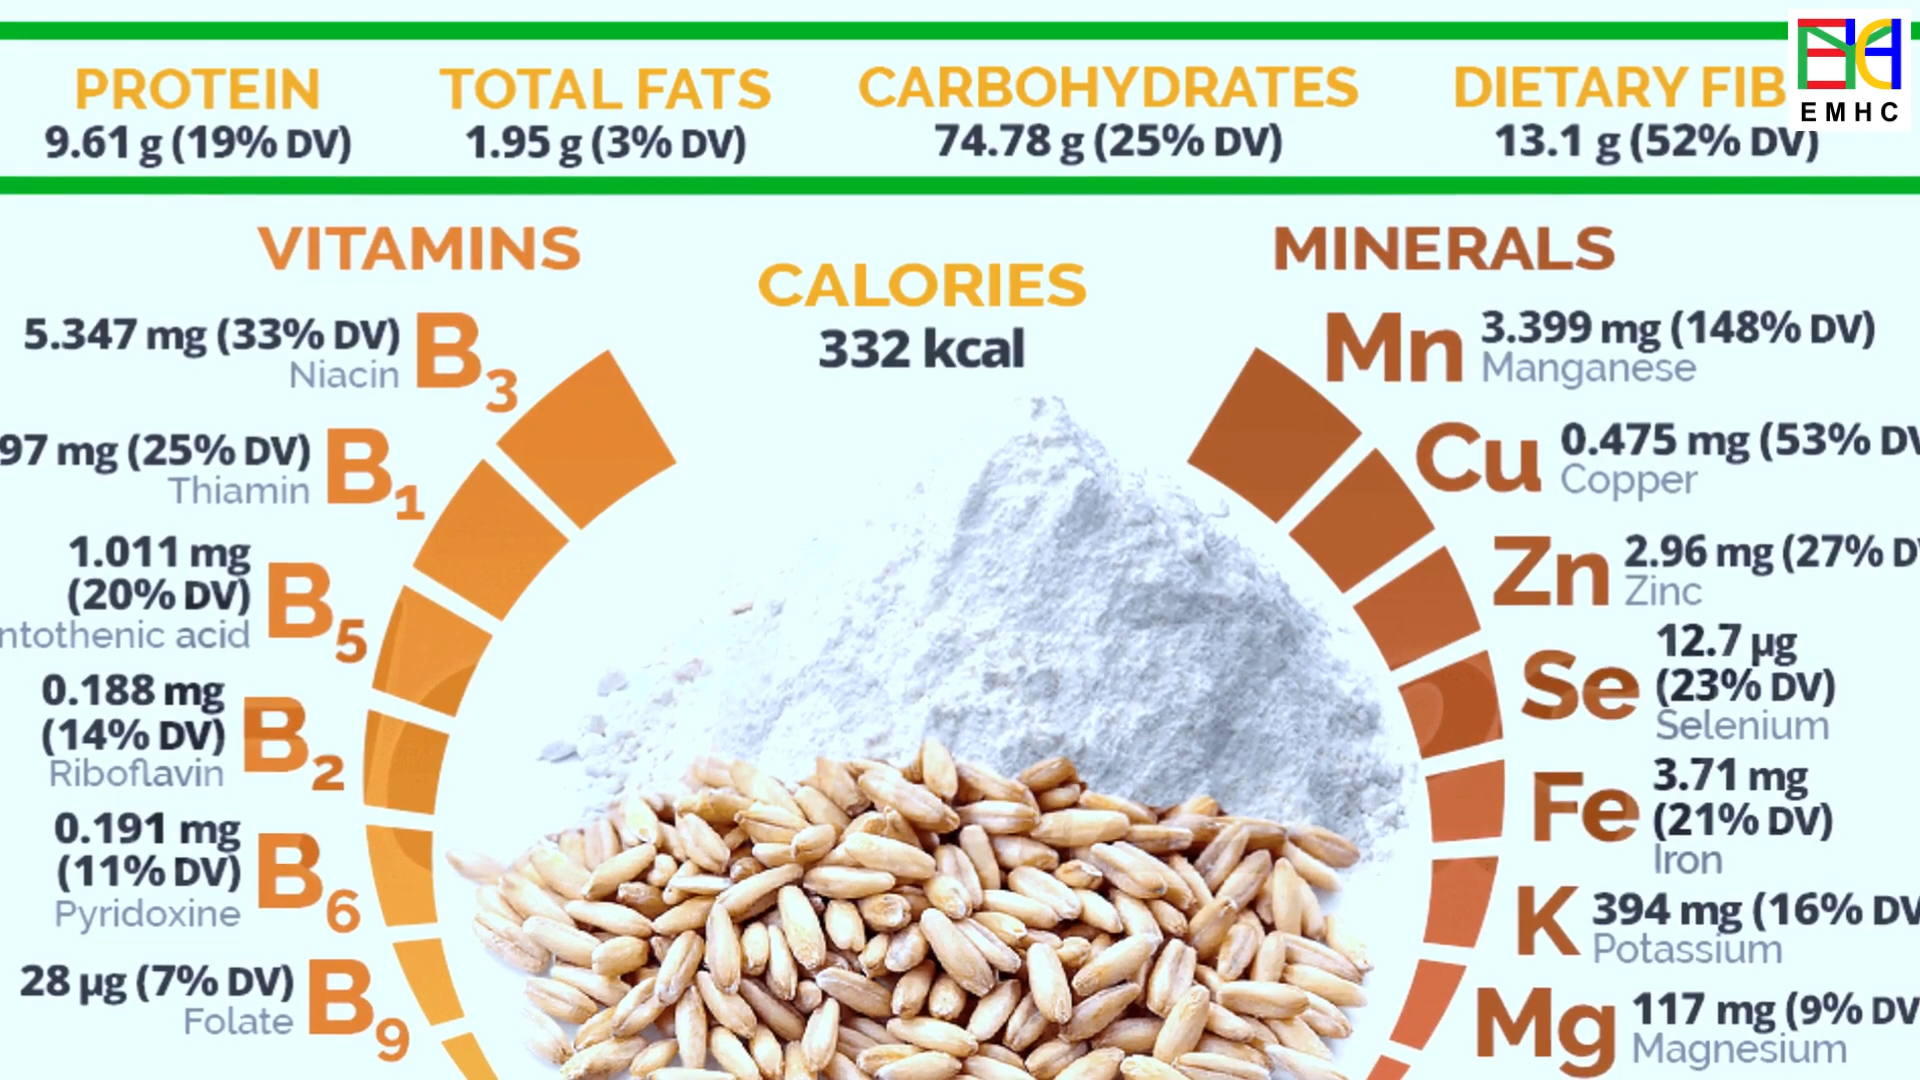 EMHC
PROTEIN
9.61 g (19% DV)
TOTAL FATS
1.95 g (3% DV)
CARBOHYDRATES
74.78 g (25% DV)
DIETARY FIB
13.1 g (52% DV)
VITAMINS
5.347 mg (33% DV)
Niacin
B3
97 mg (25% DV)
Thiamin
B1
1.011 mg
(20% DV)
ntothenic acid
B5
0.188 mg
(14% DV)
Riboflavin
B2
0.191 mg
(11% DV)
Pyridoxine
B6
28 µg (7% DV)
Folate
B9
CALORIES
332 kcal
MINERALS
Mn
3.399 mg (148% DV)
Manganese
Cu
0.475 mg (53% DV
Copper
Zn
2.96 mg (27% D
Zinc
Se
12.7 µg
(23% DV)
Selenium
Fe
3.71 mg
(21% DV)
Iron
K
394 mg (16% DV
Potassium
Mg
117 mg (9% DV
Magnesium